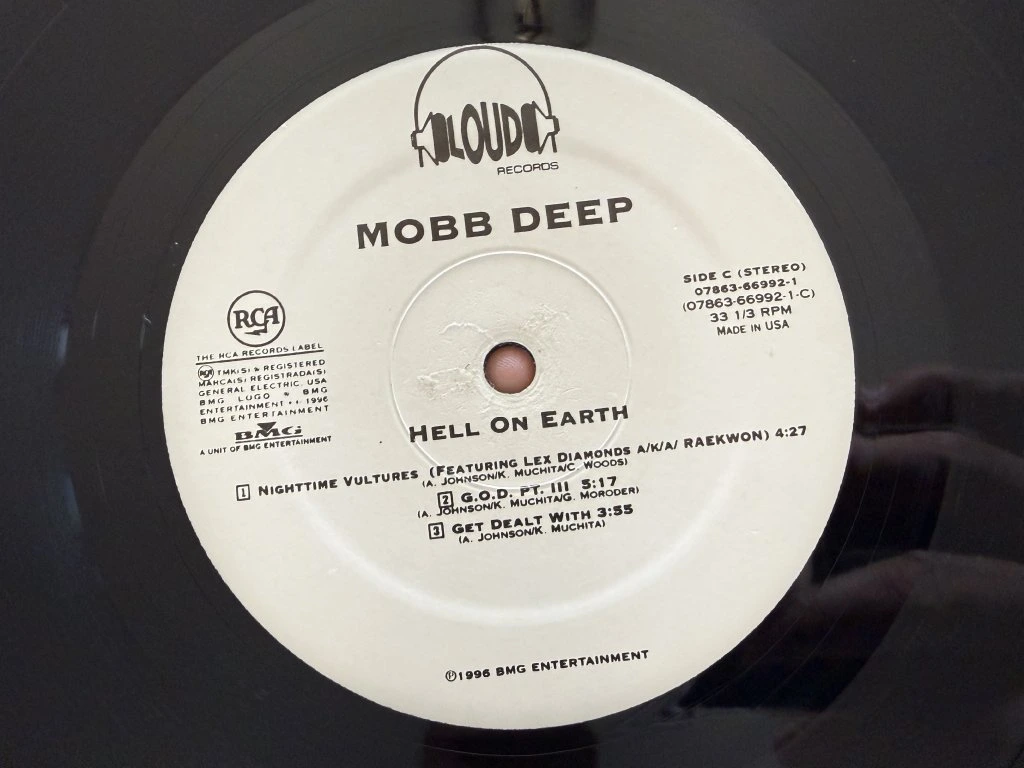 LOUD
RECORDS
MOBB DEEP
SIDE C (STEREO)
07863-66992-1
(07863-66992-1-C)
33 1/3 RPM
MADE IN USA
RCA
THE RCA RECORDS LABEL
RCA TMK(S) ® REGISTERED
MARCA(S) REGISTRADA(S)
GENERAL ELECTRIC, USA
BMG LOGO ® BMG
ENTERTAINMENT • © 1996
BMG ENTERTAINMENT
BMG
A UNIT OF BMG ENTERTAINMENT
HELL ON EARTH
1 NIGHTTIME VULTURES (FEATURING LEX DIAMONDS A/K/A/ RAEKWON) 4:27
(A. JOHNSON/K. MUCHITA/C. WOODS)
2 G.O.D. PT. III 5:17
(A. JOHNSON/K. MUCHITA/G. MORODER)
3 GET DEALT WITH 3:55
(A. JOHNSON/K. MUCHITA)
℗1996 BMG ENTERTAINMENT